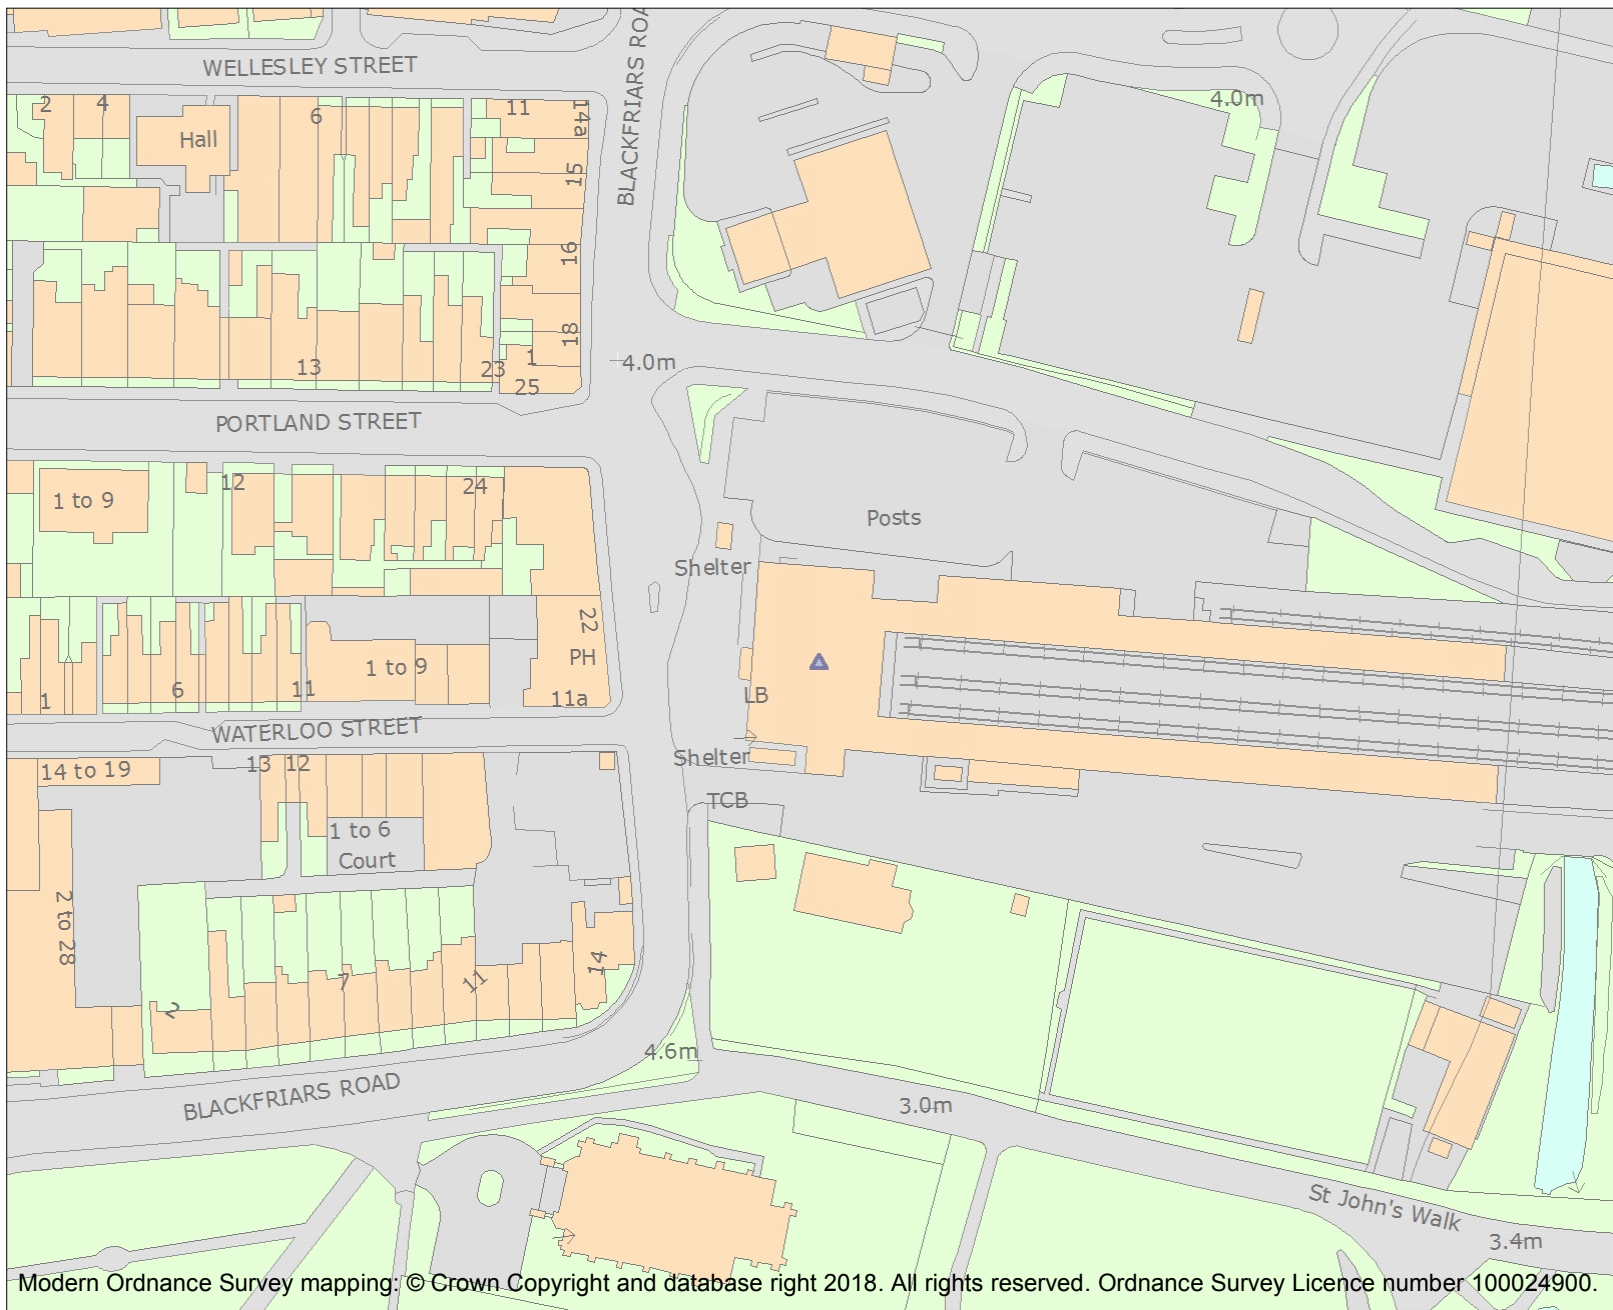 WELLESLEY STREET
BLACKFRIARS ROA
2
4
Hall
6
11
14a
15
4.0m
16
18
13
23
1
25
4.0m
PORTLAND STREET
1 to 9
12
24
Posts
Shelter
22
PH
1 to 9
1
6
11
11a
LB
WATERLOO STREET
Shelter
14 to 19
13
12
TCB
1 to 6
Court
2 to 28
2
7
11
14
4.6m
BLACKFRIARS ROAD
3.0m
St John's Walk
3.4m
Modern Ordnance Survey mapping: © Crown Copyright and database right 2018. All rights reserved. Ordnance Survey Licence number 100024900.